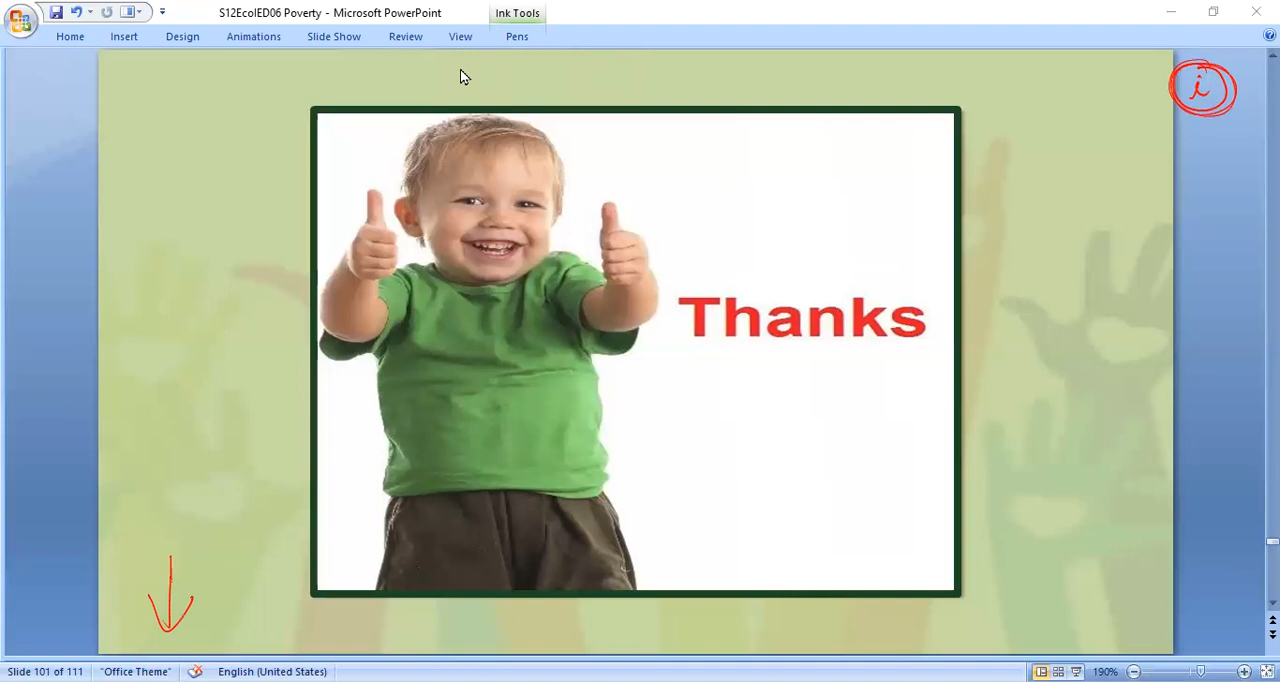 S12EcoIED06 Poverty - Microsoft PowerPoint
Ink Tools
Home Insert Design Animations Slide Show Review View Pens
i
Thanks
Slide 101 of 111 "Office Theme" English (United States) 190%